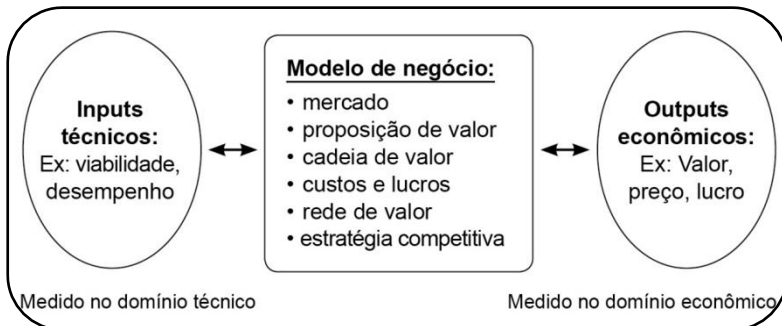 Inputs
técnicos:
Ex: viabilidade,
desempenho
Modelo de negócio:
• mercado
• proposição de valor
• cadeia de valor
• custos e lucros
• rede de valor
• estratégia competitiva
Outputs
econômicos:
Ex: Valor,
preço, lucro
Medido no domínio técnico
Medido no domínio econômico